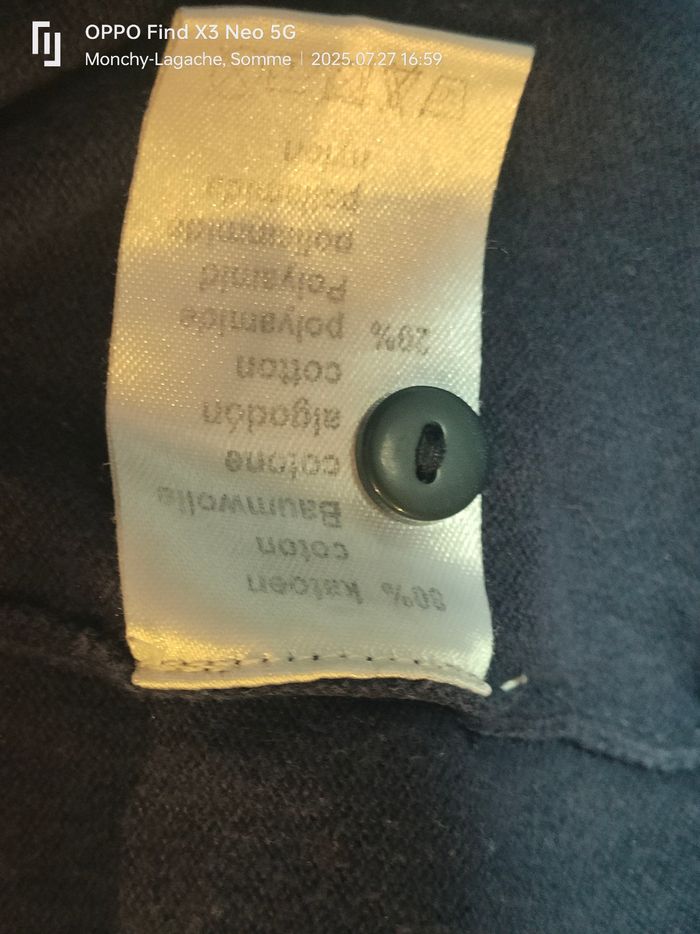 OPPO Find X3 Neo 5G
Monchy-Lagache, Somme | 2025.07.27 16:59
80% katoen
coton
Baumwolle
cotone
algodón
cotton
20% polyamide
Polyamid
poliammide
poliamida
nylon